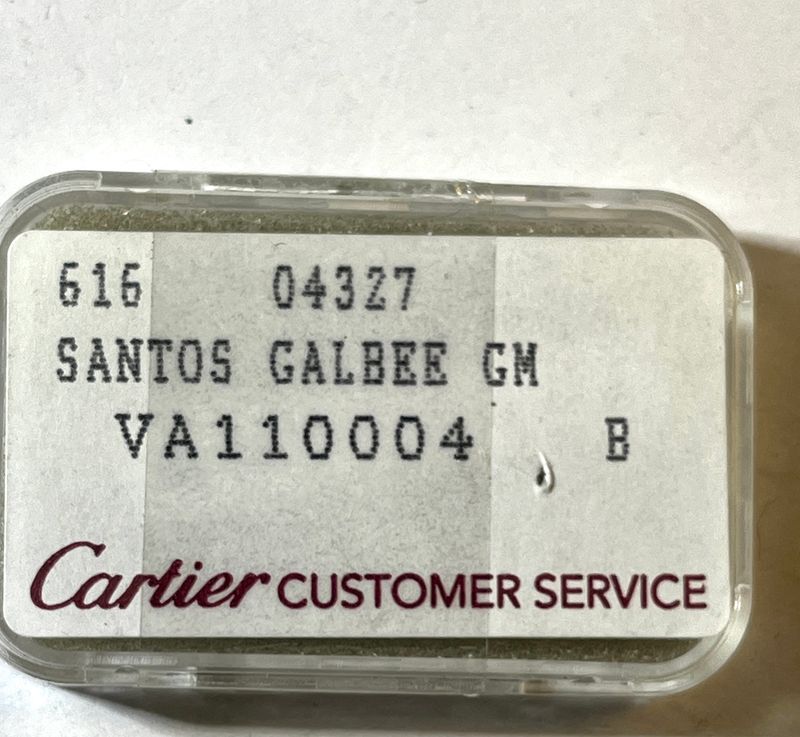 616 04327
SANTOS GALBEE GM
VA110004 B
Cartier CUSTOMER SERVICE